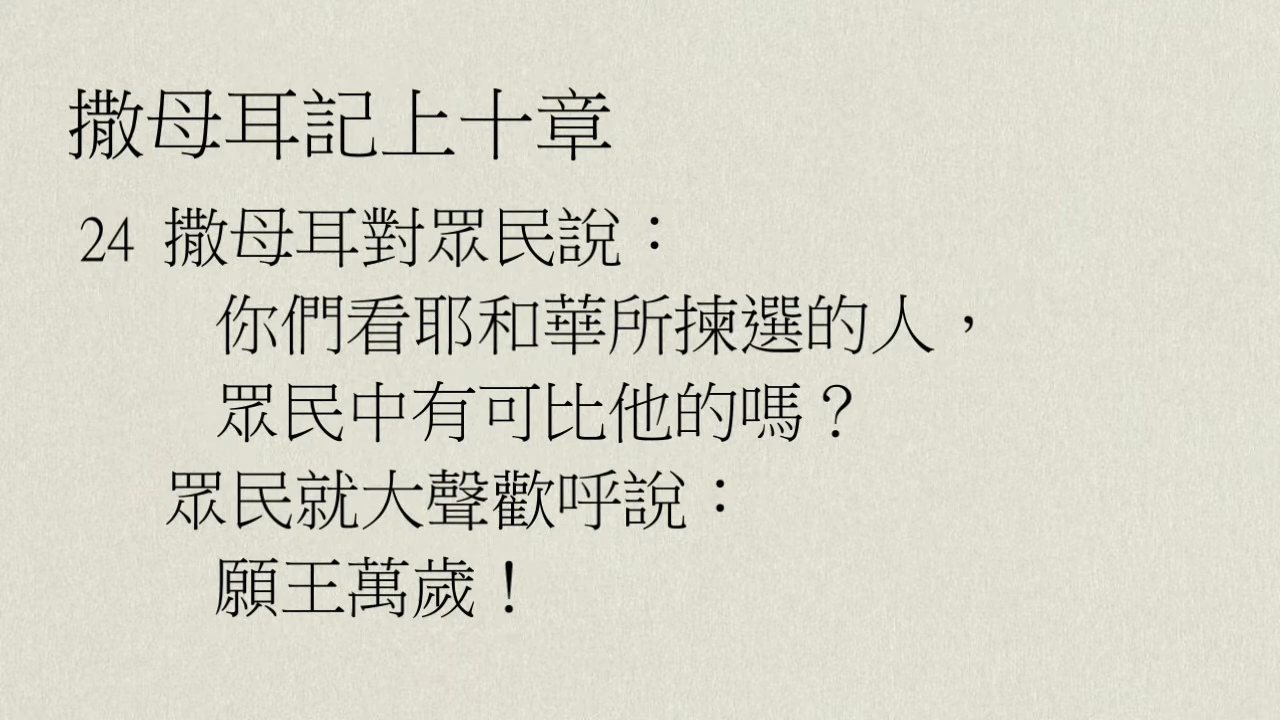 撒母耳記上十章
24 撒母耳對眾民說：
你們看耶和華所揀選的人，
眾民中有可比他的嗎？
眾民就大聲歡呼說：
願王萬歲！